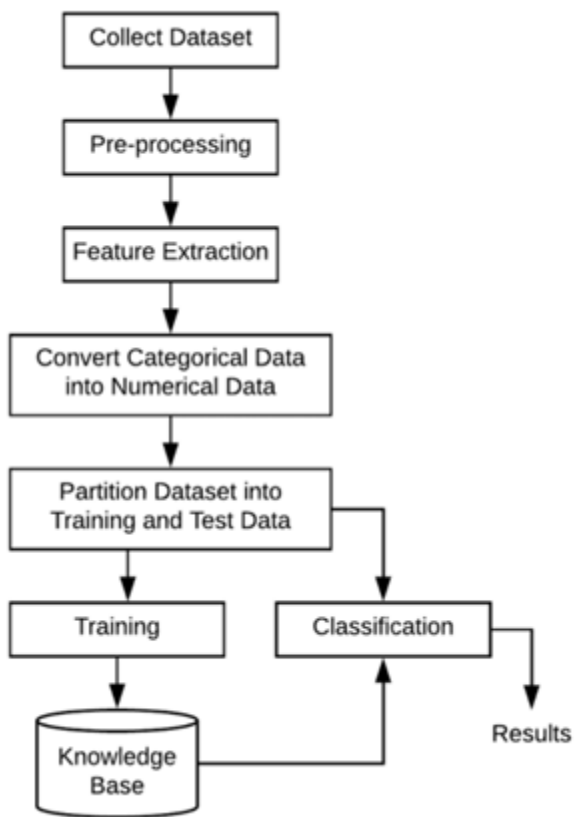 Collect Dataset
Pre-processing
Feature Extraction
Convert Categorical Data
into Numerical Data
Partition Dataset into
Training and Test Data
Training
Classification
Results
Knowledge
Base